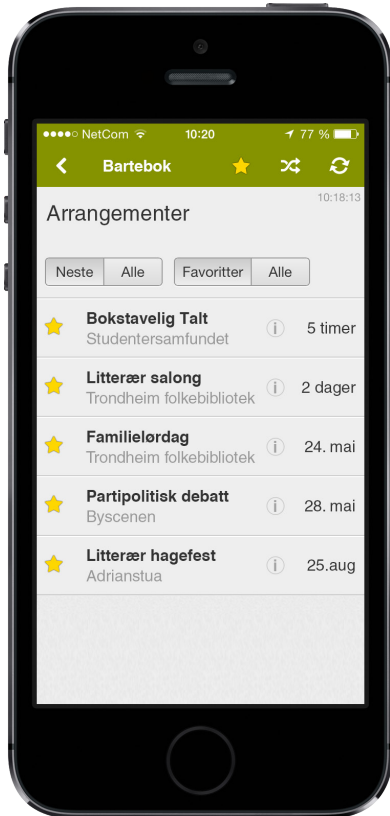 NetCom 10:20 77 %
Bartebok
10:18:13
Arrangementer
Neste Alle Favoritter Alle
Bokstavelig Talt
Studentersamfundet
5 timer
Litterær salong
Trondheim folkebibliotek
2 dager
Familielørdag
Trondheim folkebibliotek
24. mai
Partipolitisk debatt
Byscenen
28. mai
Litterær hagefest
Adrianstua
25.aug